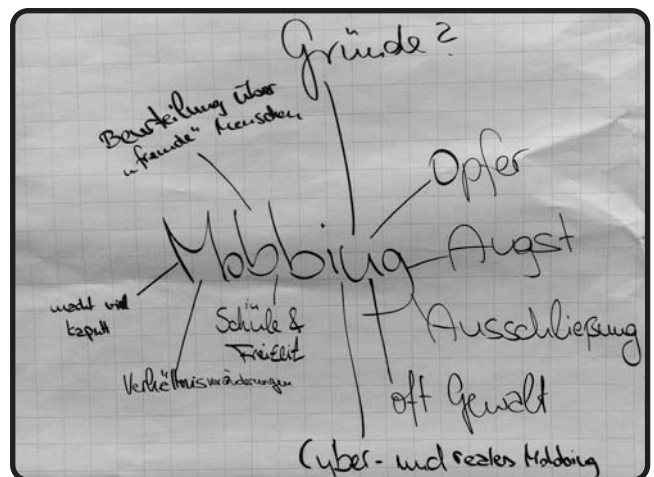 Gründe?
Beurteilung über
„fremde" Menschen
Opfer
Mobbing
Angst
macht viel
kaputt
in
Schule &
Freizeit
Ausschließung
Verhältnisveränderungen
oft Gewalt
Cyber- und reales Mobbing